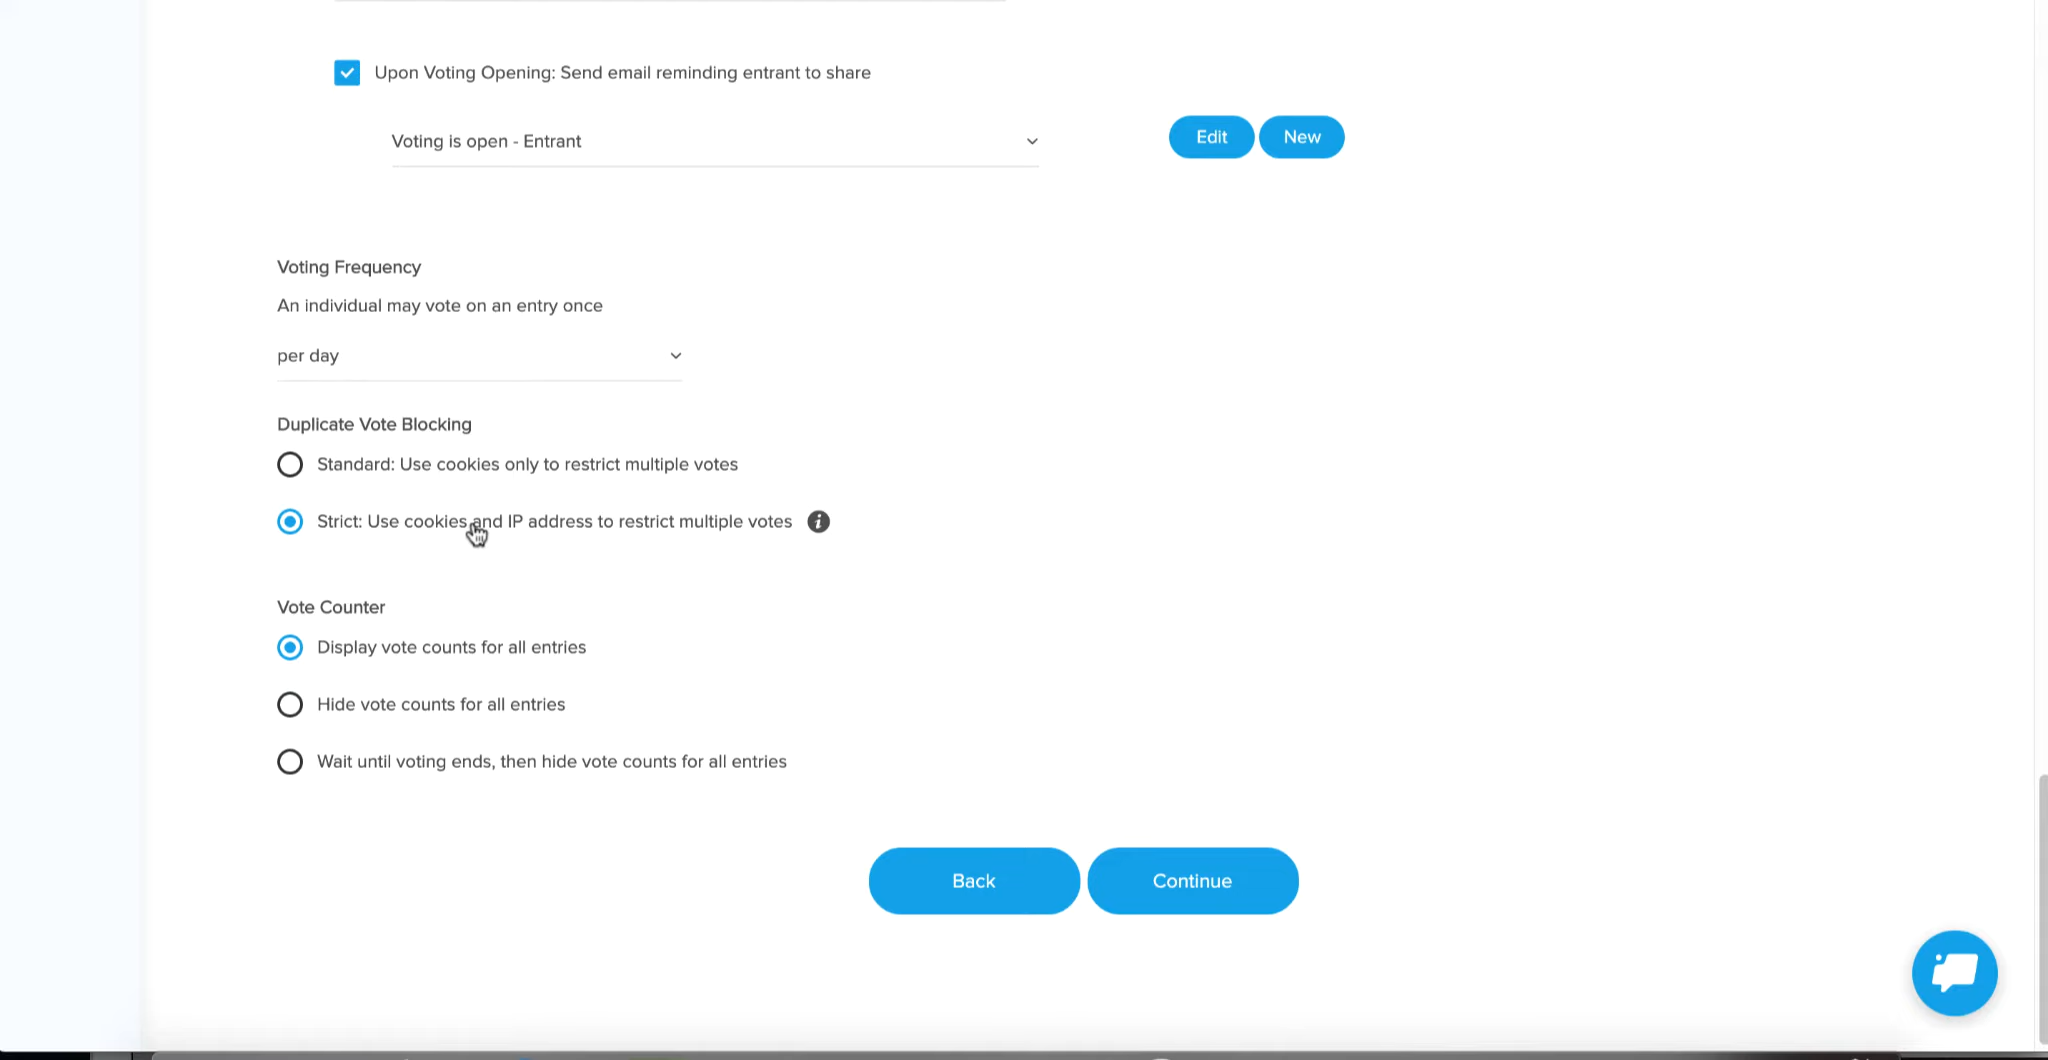 Upon Voting Opening: Send email reminding entrant to share
Voting is open - Entrant
Edit
New
Voting Frequency
An individual may vote on an entry once
per day
Duplicate Vote Blocking
Standard: Use cookies only to restrict multiple votes
Strict: Use cookies and IP address to restrict multiple votes
Vote Counter
Display vote counts for all entries
Hide vote counts for all entries
Wait until voting ends, then hide vote counts for all entries
Back
Continue